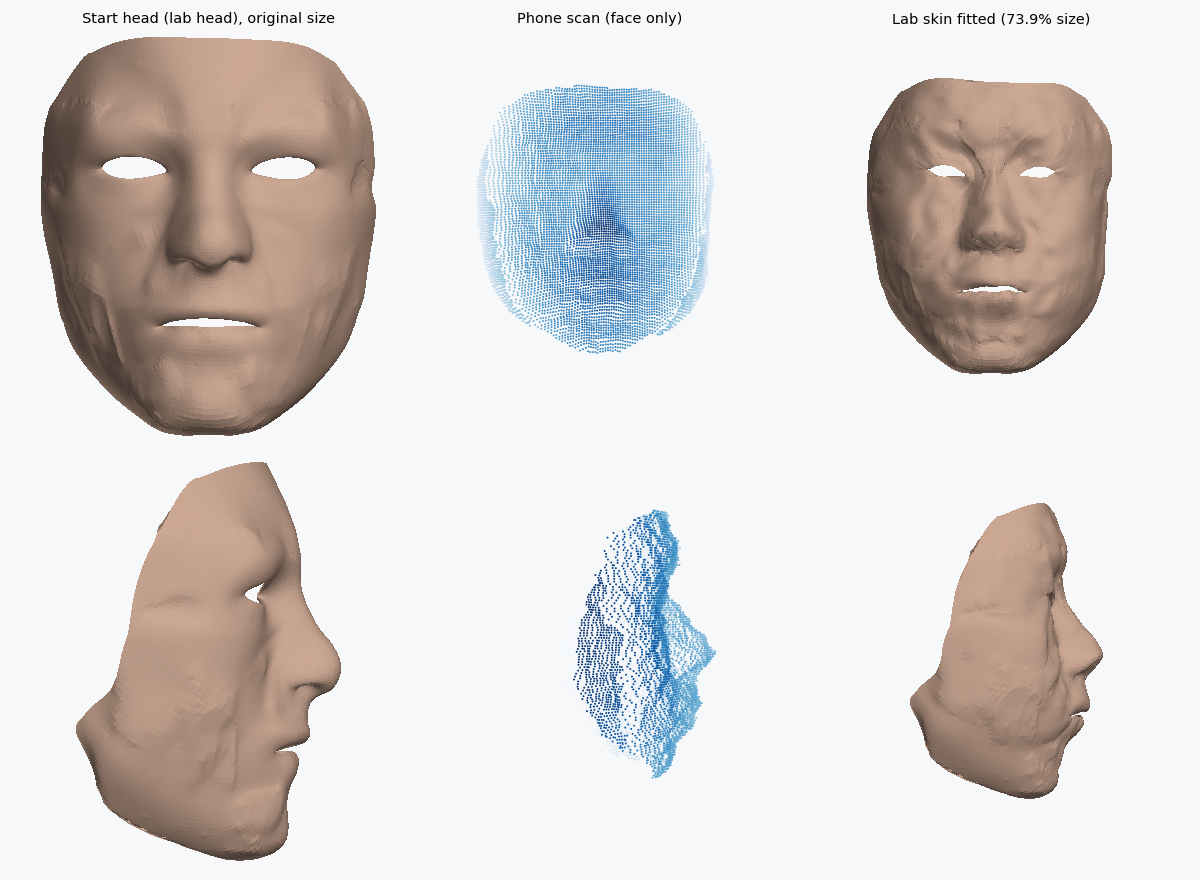 Start head (lab head), original size
Phone scan (face only)
Lab skin fitted (73.9% size)